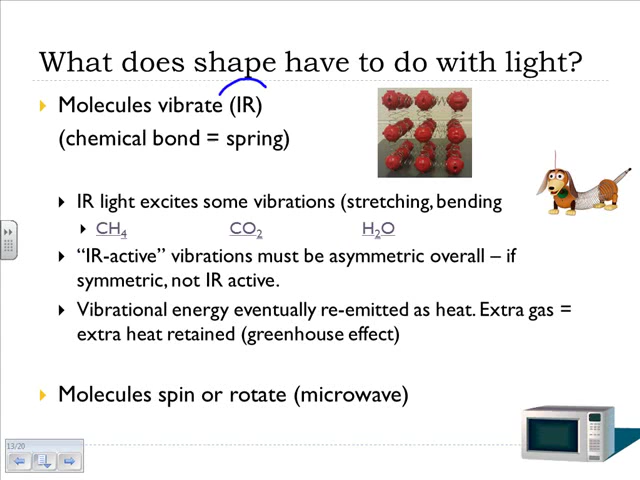 What does shape have to do with light?
Molecules vibrate (IR)
(chemical bond = spring)
IR light excites some vibrations (stretching, bending
CH₄ CO₂ H₂O
“IR-active” vibrations must be asymmetric overall – if
symmetric, not IR active.
Vibrational energy eventually re-emitted as heat. Extra gas =
extra heat retained (greenhouse effect)
Molecules spin or rotate (microwave)
13/20